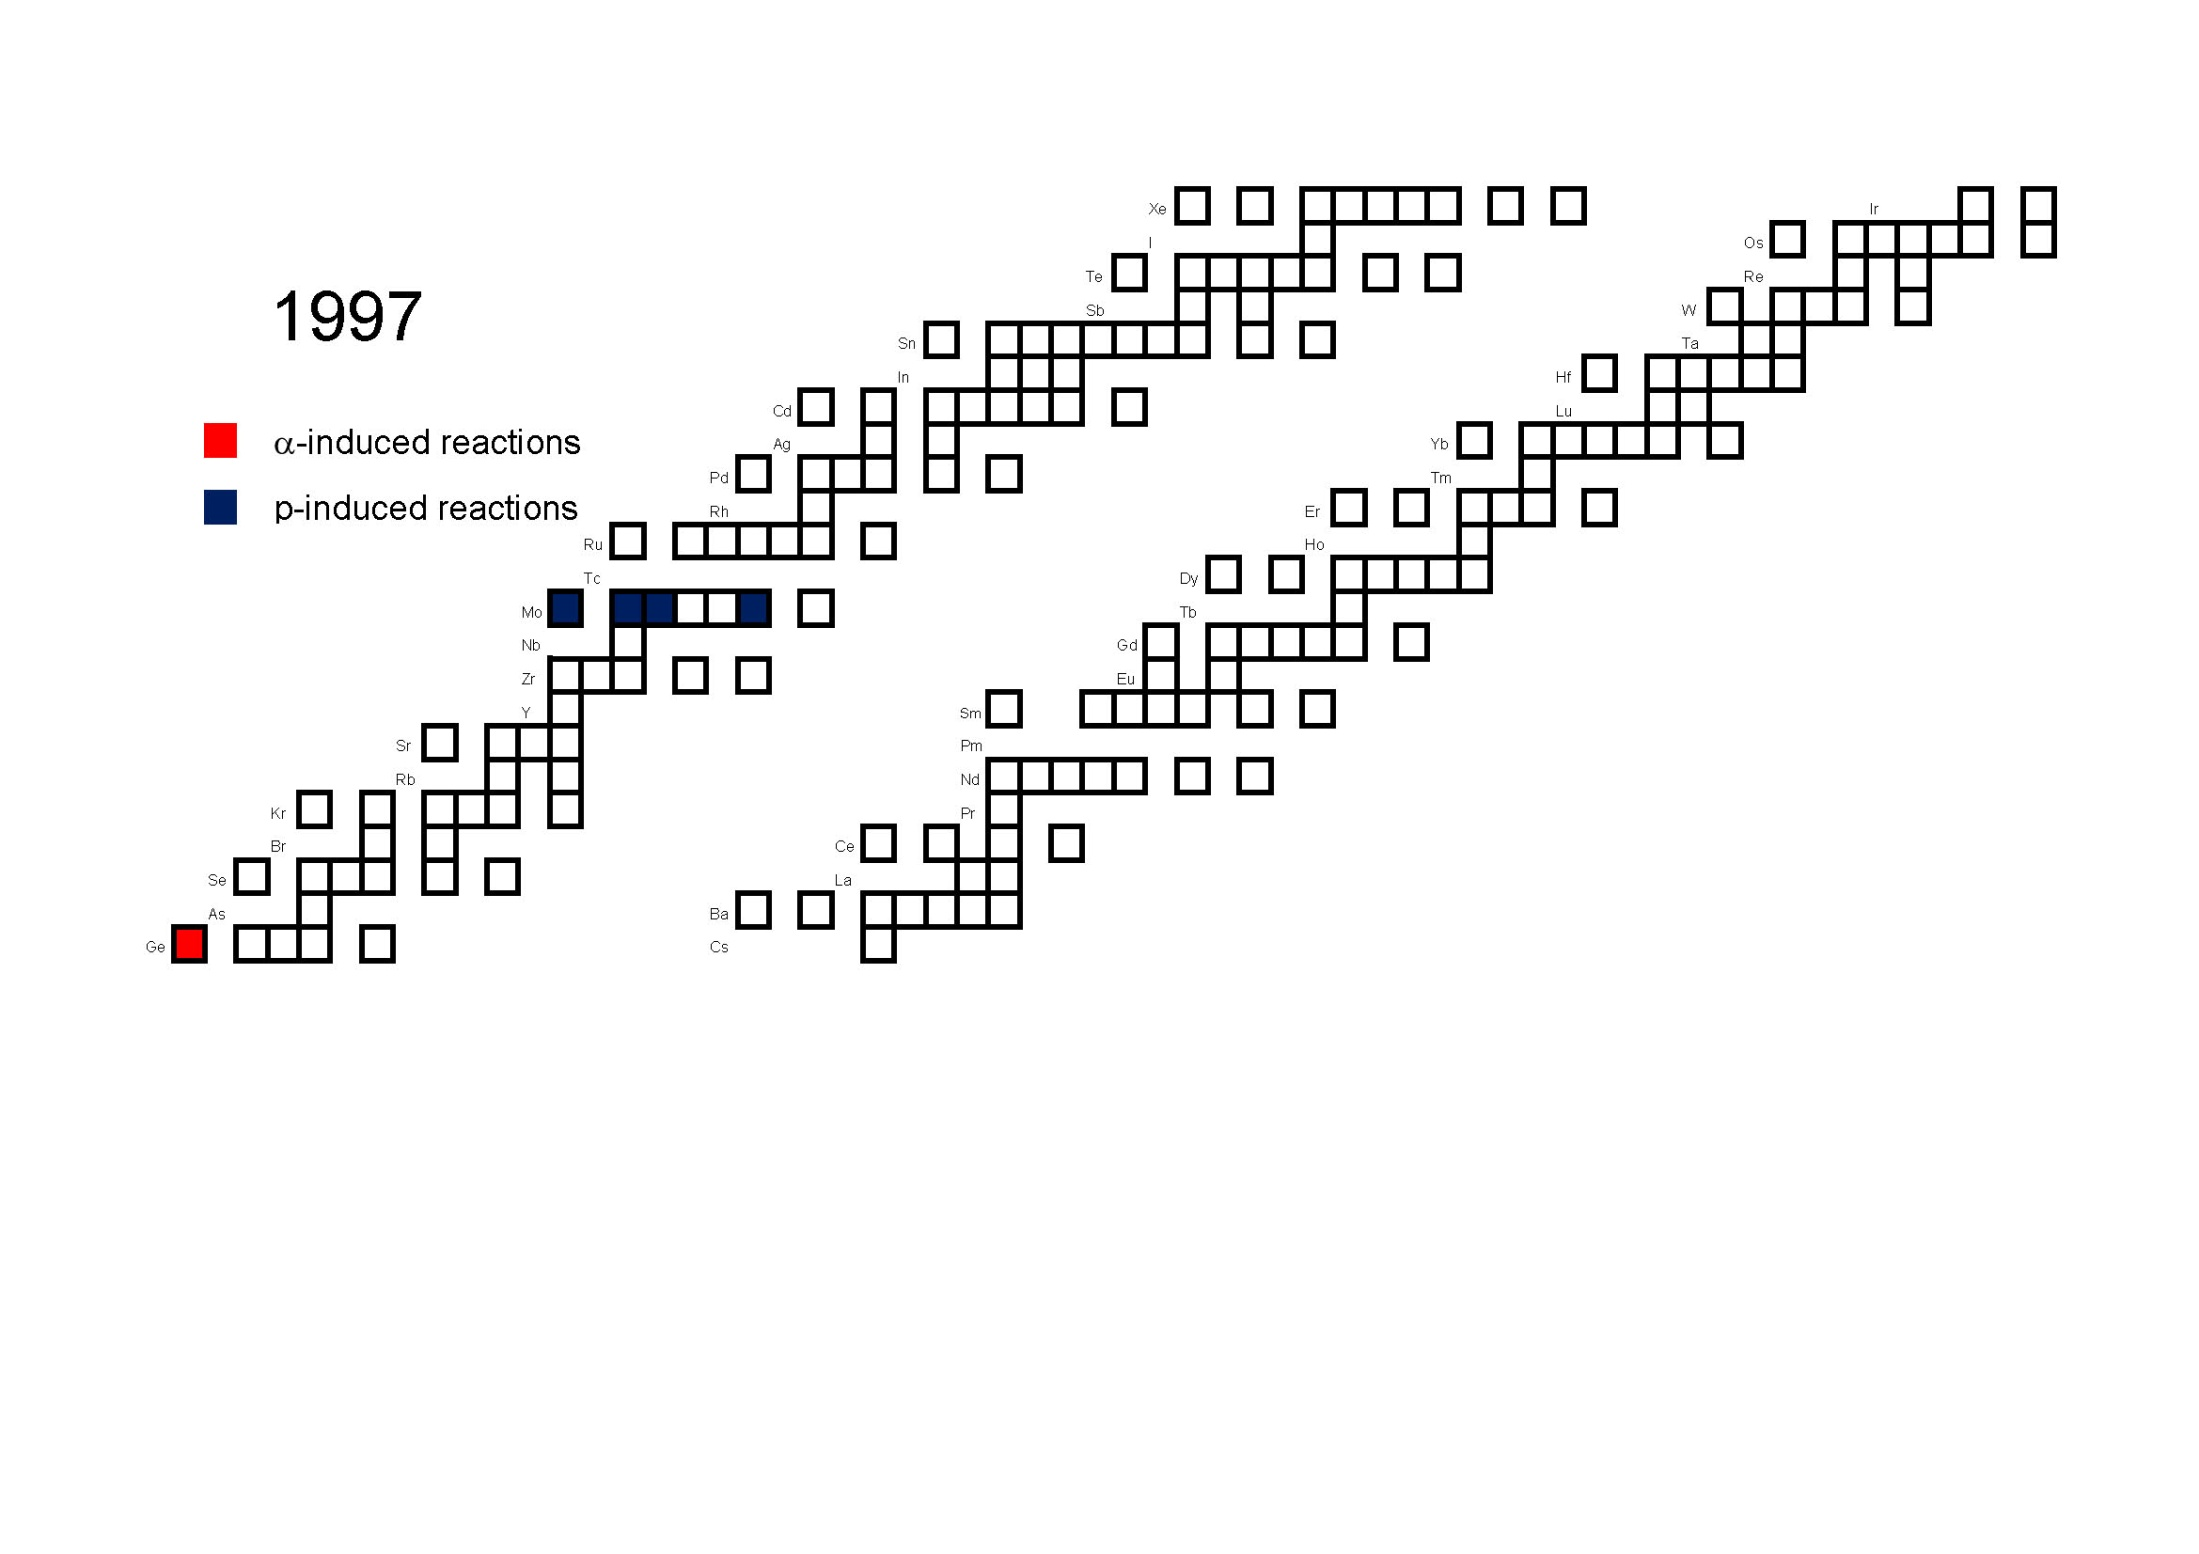 Xe
Ir
I
Os
Te
Re
1997
Sb
W
Sn
Ta
In
Hf
Cd
Lu
α-induced reactions
Ag
Yb
Pd
Tm
p-induced reactions
Rh
Er
Ru
Ho
Tc
Dy
Mo
Tb
Nb
Gd
Zr
Eu
Y
Sm
Sr
Pm
Rb
Nd
Kr
Pr
Br
Ce
Se
La
As
Ba
Ge
Cs